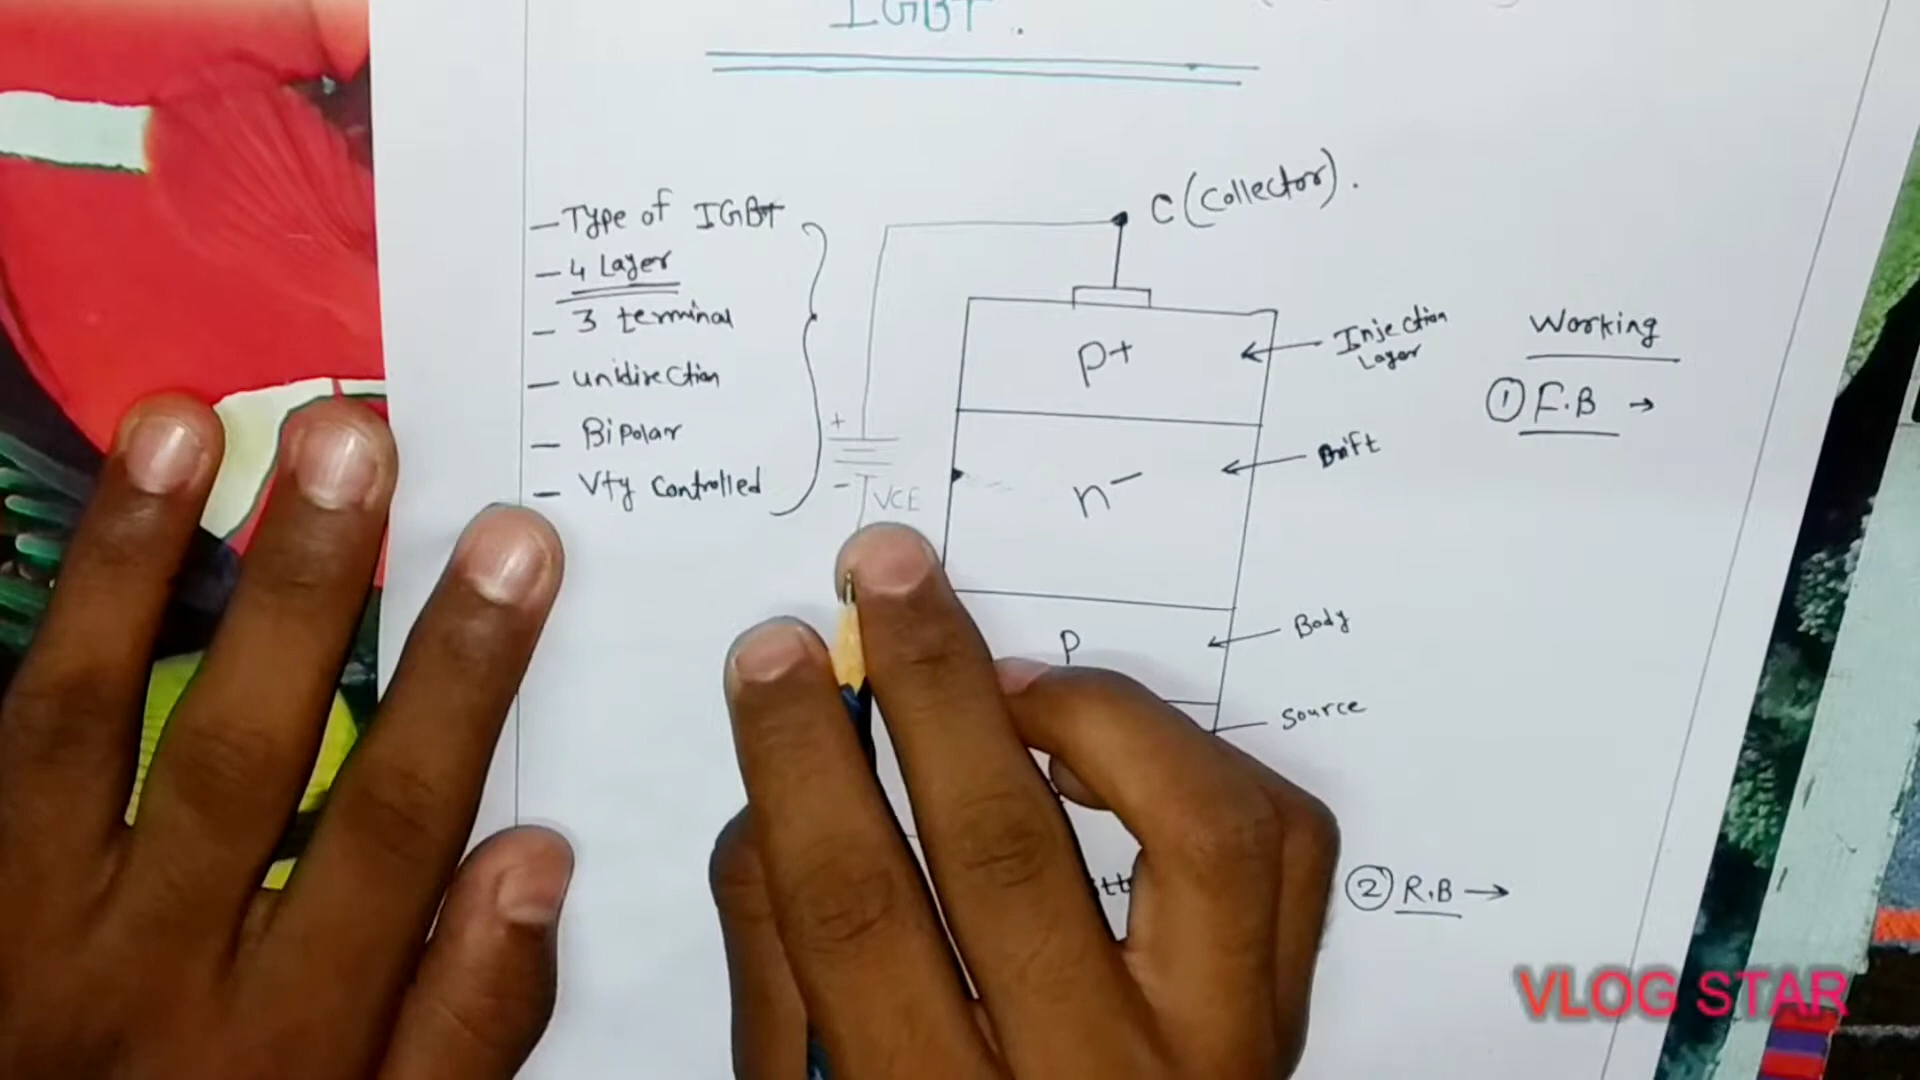 IGBT.
C (Collector).
- Type of IGBT
- 4 Layer
- 3 terminal
- unidirection
- Bipolar
- Vty Controlled
+
-
VCE
P+
Injection
Layer
n-
Drift
P
Body
Source
Working
① F.B →
② R.B →
VLOG STAR